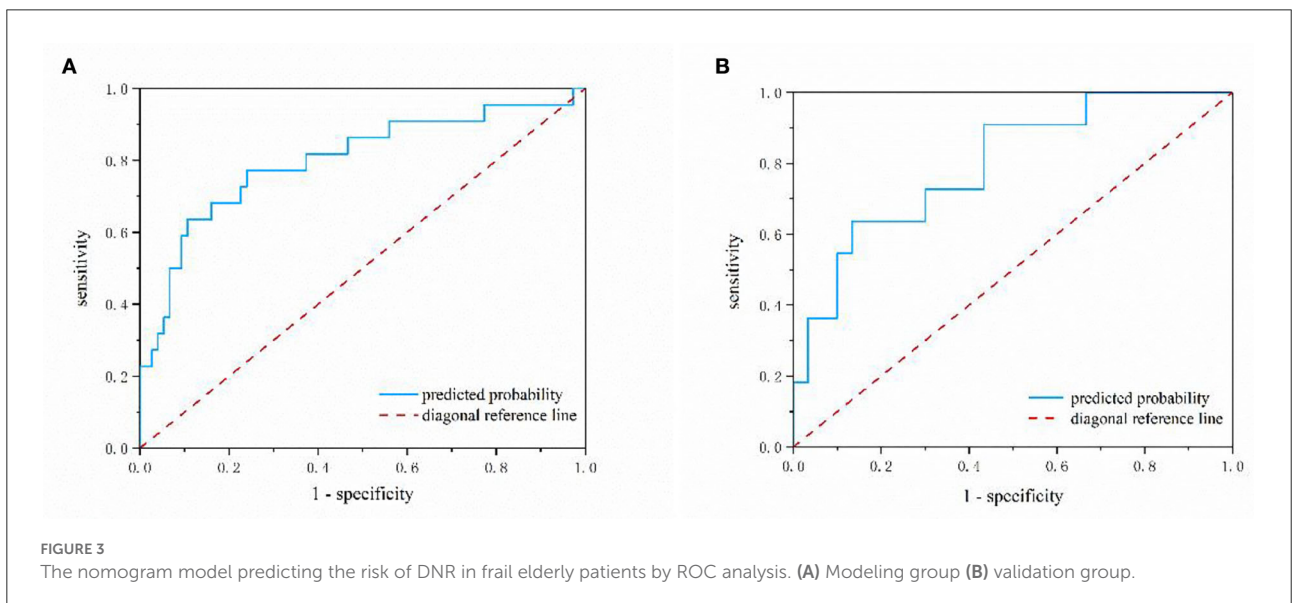 A
1. 0
0. 8
0. 6
0. 4
0. 2
0. 0
sensitivity
predicted probability
diagonal reference line
0. 0 0. 2 0. 4 0. 6 0. 8 1. 0
1 - specificity
B
1. 0
0. 8
0. 6
0. 4
0. 2
0. 0
sensitivity
predicted probability
diagonal reference line
0. 0 0. 2 0. 4 0. 6 0. 8 1. 0
1 - specificity
FIGURE 3
The nomogram model predicting the risk of DNR in frail elderly patients by ROC analysis. (A) Modeling group (B) validation group.